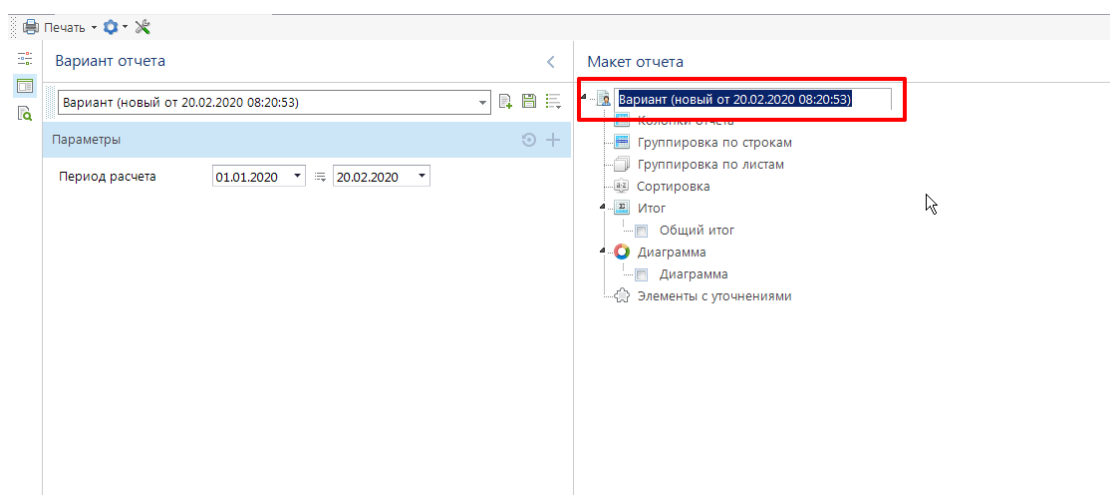 Печать
Вариант отчета
Вариант (новый от 20.02.2020 08:20:53)
Параметры
Период расчета 01.01.2020 20.02.2020
Макет отчета
Вариант (новый от 20.02.2020 08:20:53)
Колонки отчета
Группировка по строкам
Группировка по листам
Сортировка
Итог
Общий итог
Диаграмма
Диаграмма
Элементы с уточнениями